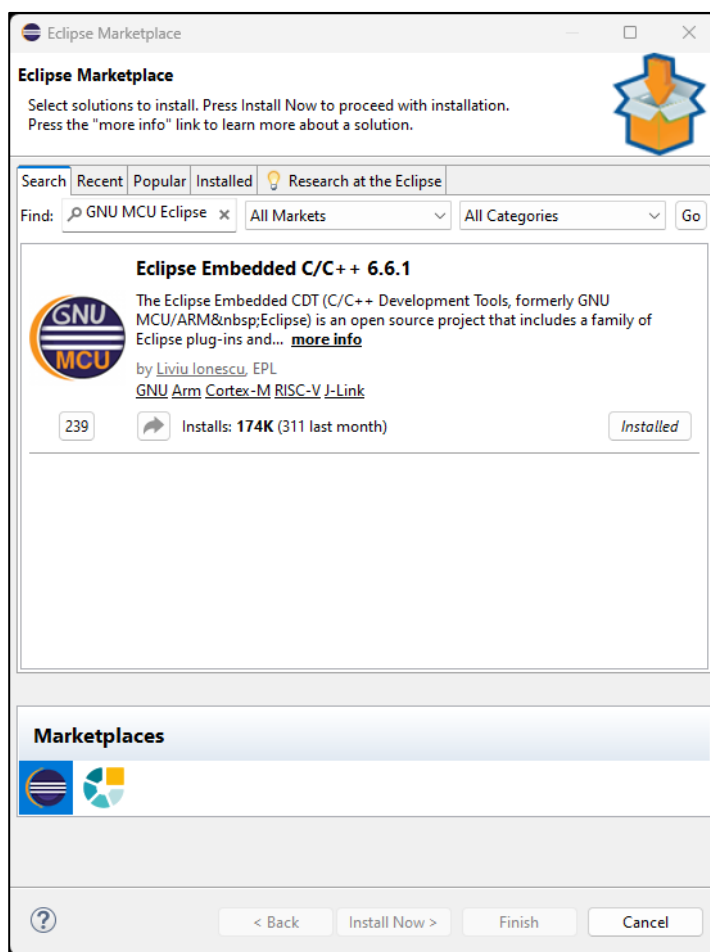 Eclipse Marketplace
Eclipse Marketplace
Select solutions to install. Press Install Now to proceed with installation.
Press the "more info" link to learn more about a solution.
Search Recent Popular Installed Research at the Eclipse
Find: GNU MCU Eclipse All Markets All Categories Go
Eclipse Embedded C/C++ 6.6.1
The Eclipse Embedded CDT (C/C++ Development Tools, formerly GNU
MCU/ARM&nbsp;Eclipse) is an open source project that includes a family of
Eclipse plug-ins and... more info
GNU
MCU
by Liviu Ionescu, EPL
GNU Arm Cortex-M RISC-V J-Link
239 Installs: 174K (311 last month) Installed
Marketplaces
? < Back Install Now > Finish Cancel